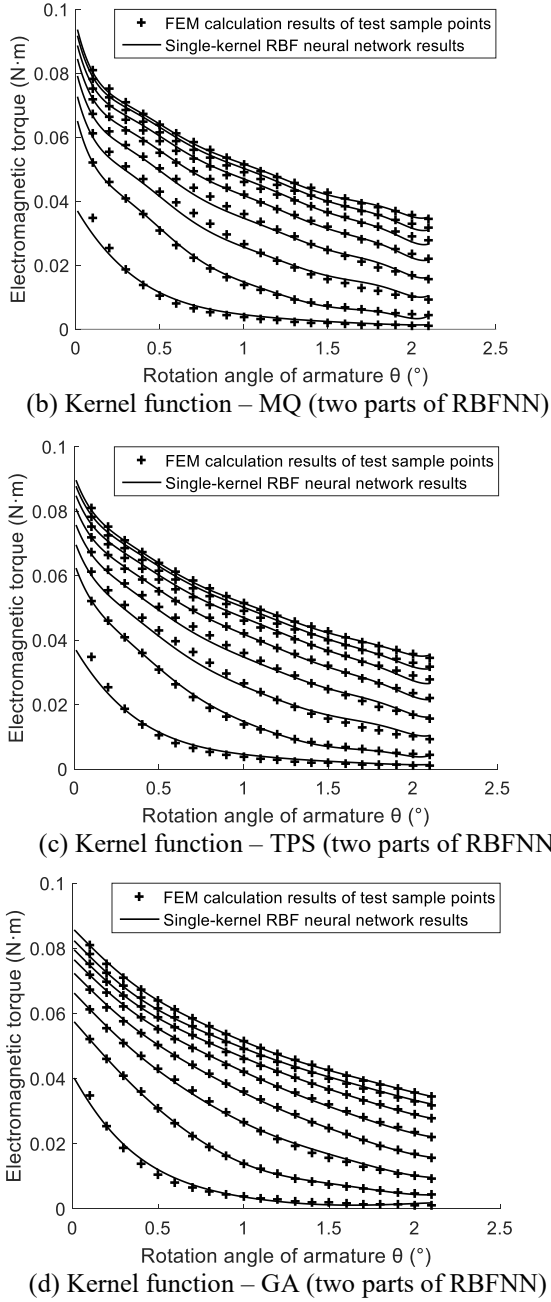 0.1
FEM calculation results of test sample points
Single-kernel RBF neural network results
0.08
0.06
0.04
0.02
0
Electromagnetic torque (N·m)
0 0.5 1 1.5 2 2.5
Rotation angle of armature θ (°)
(b) Kernel function – MQ (two parts of RBFNN)
0.1
FEM calculation results of test sample points
Single-kernel RBF neural network results
0.08
0.06
0.04
0.02
0
Electromagnetic torque (N·m)
0 0.5 1 1.5 2 2.5
Rotation angle of armature θ (°)
(c) Kernel function – TPS (two parts of RBFNN
0.1
FEM calculation results of test sample points
Single-kernel RBF neural network results
0.08
0.06
0.04
0.02
0
Electromagnetic torque (N·m)
0 0.5 1 1.5 2 2.5
Rotation angle of armature θ (°)
(d) Kernel function – GA (two parts of RBFNN)